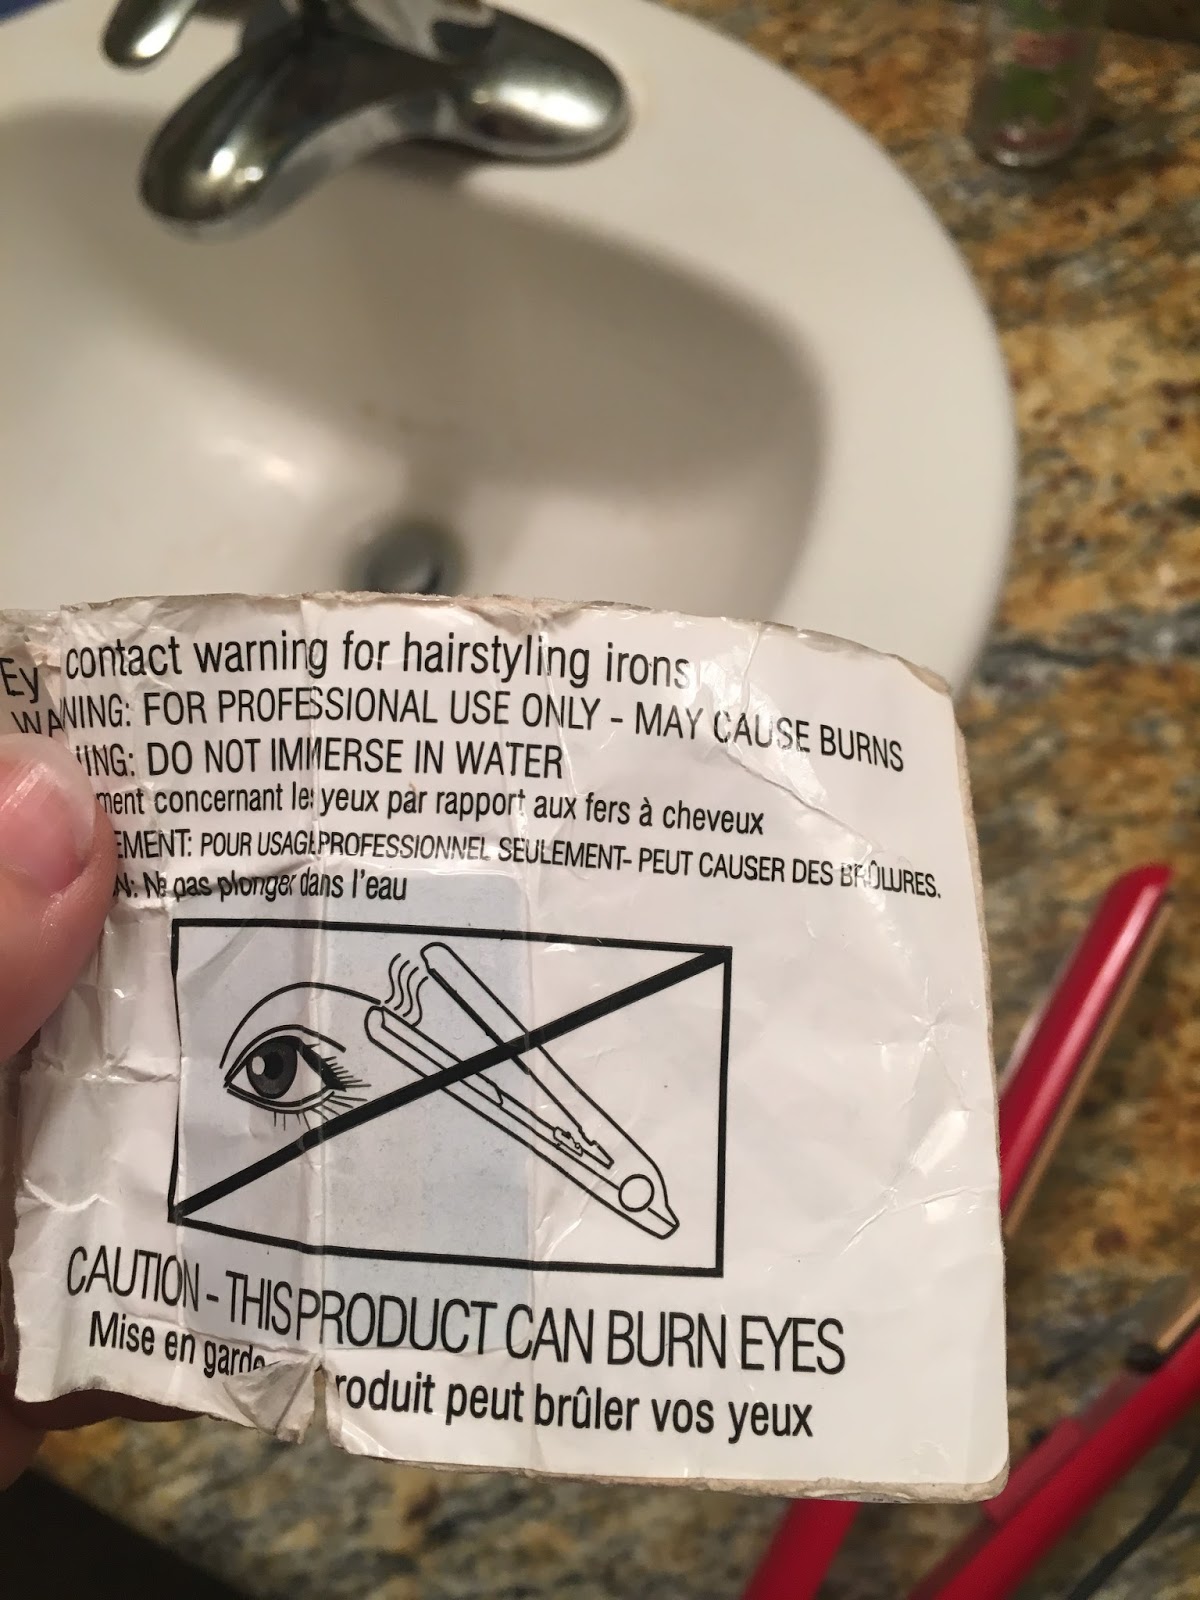 Ey contact warning for hairstyling irons
WARNING: FOR PROFESSIONAL USE ONLY - MAY CAUSE BURNS
ING: DO NOT IMMERSE IN WATER
ment concernant les yeux par rapport aux fers à cheveux
EMENT: POUR USAGE PROFESSIONNEL SEULEMENT- PEUT CAUSER DES BRÛLURES.
N: Ne pas plonger dans l'eau
CAUTION - THIS PRODUCT CAN BURN EYES
Mise en garde roduit peut brûler vos yeux